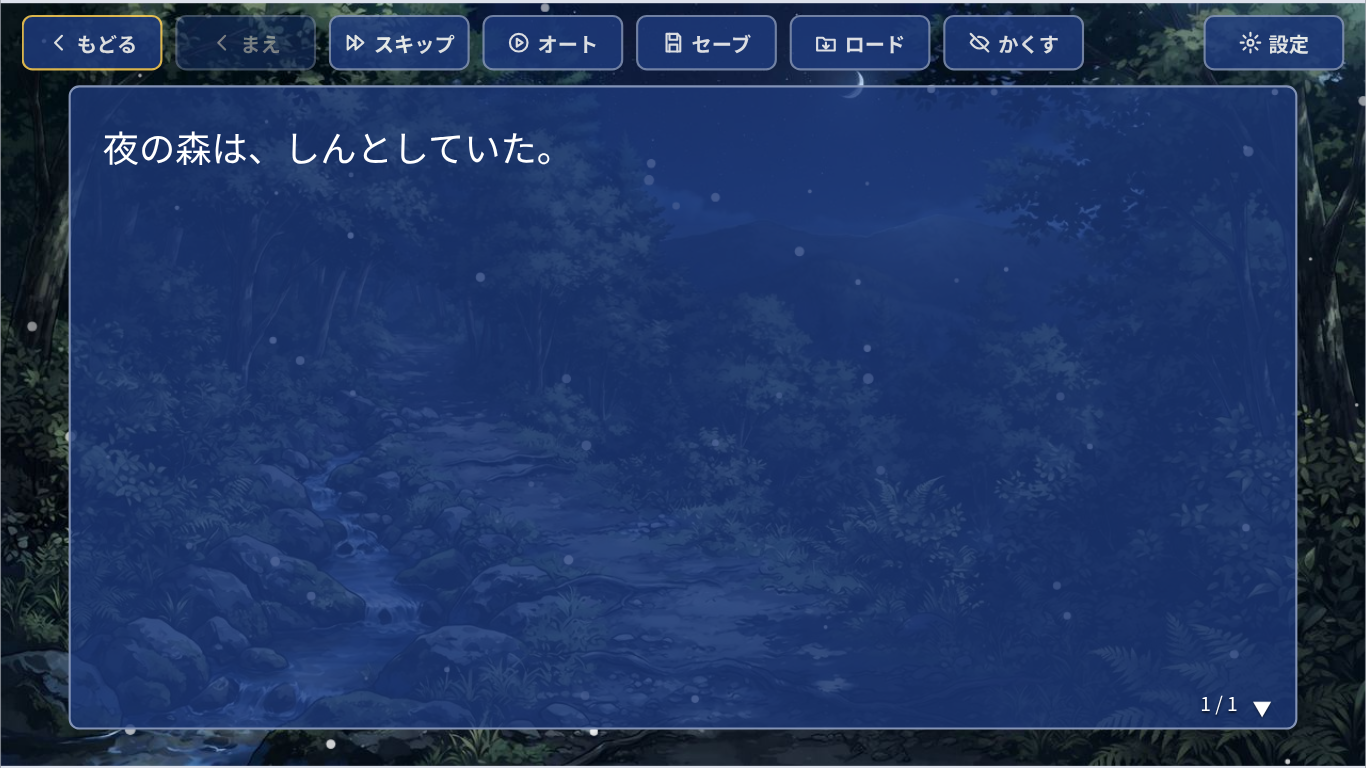 もどる
まえ
スキップ
オート
セーブ
ロード
かくす
設定
夜の森は、しんとしていた。
1/1